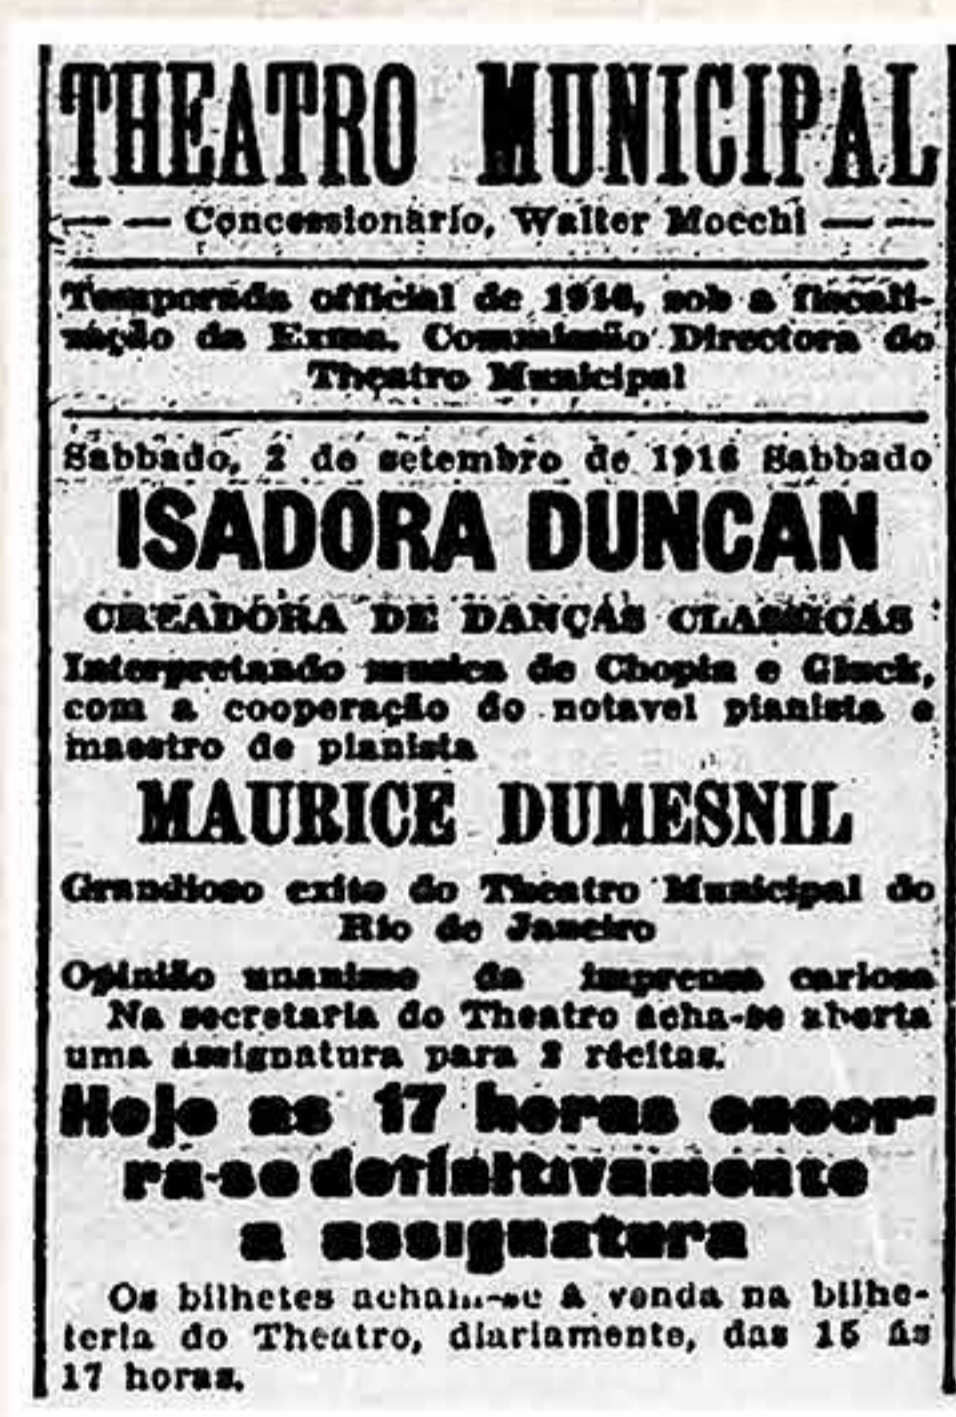 THEATRO MUNICIPAL
— — Concessionario, Walter Mocchi — —
Temporada official de 1916, sob a fiscali-
zação da Exma. Commissão Directora do
Theatro Municipal
Sabbado, 2 de setembro de 1916 Sabbado
ISADORA DUNCAN
CREADORA DE DANÇAS CLASSICAS
Interpretando musica de Chopin e Gluck,
com a cooperação do notavel pianista e
maestro de pianista
MAURICE DUMESNIL
Grandioso exito do Theatro Municipal do
Rio de Janeiro
Opinião unanime da imprensa carioca
Na secretaria do Theatro acha-se aberta
uma assignatura para 2 récitas.
Hoje as 17 horas encer-
ra-se definitivamente
a assignatura
Os bilhetes acham-se á venda na bilhe-
teria do Theatro, diariamente, das 15 ás
17 horas.